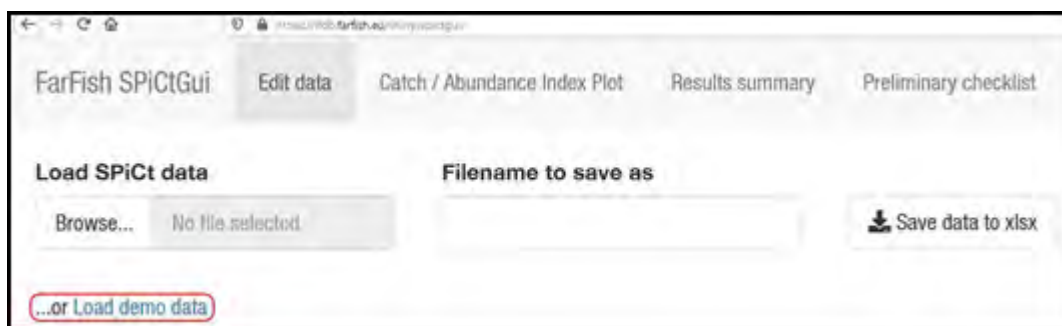 FarFish SPiCtGui Edit data Catch / Abundance Index Plot Results summary Preliminary checklist
Load SPiCt data Filename to save as
Browse... No file selected Save data to xlsx
...or Load demo data